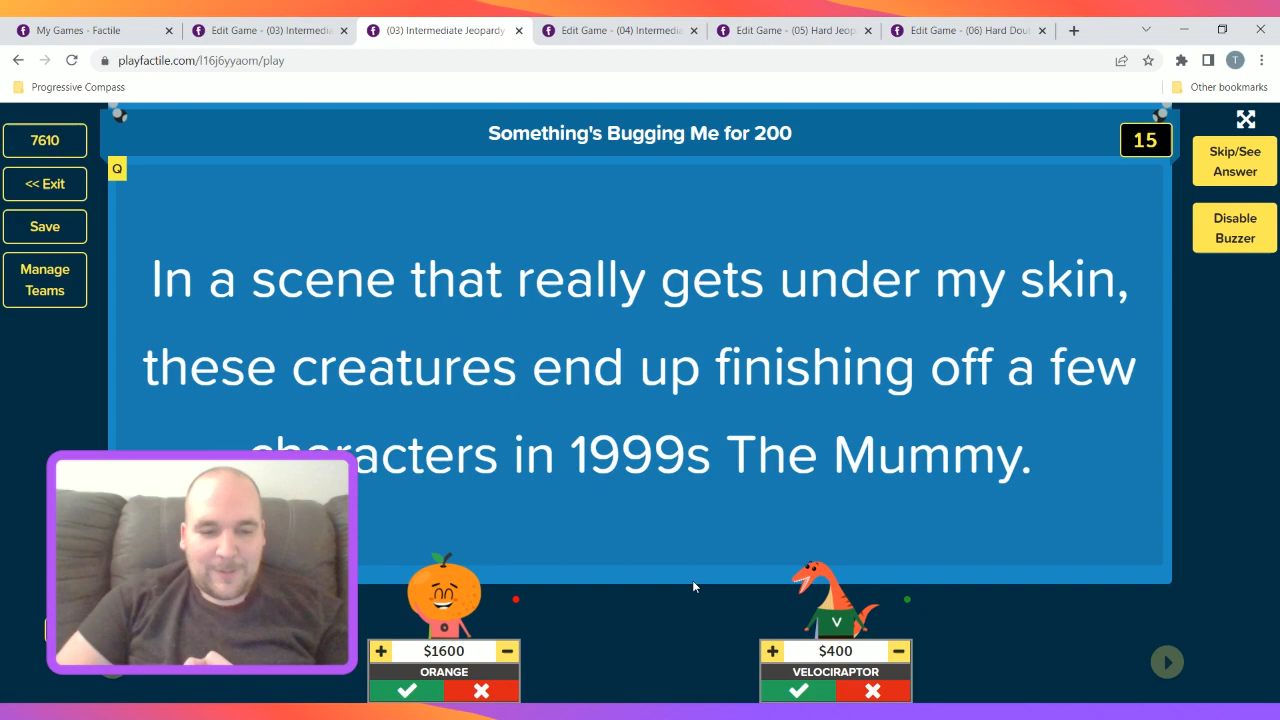 My Games - Factile
Edit Game - (03) Intermedia
(03) Intermediate Jeopardy
Edit Game - (04) Intermedia
Edit Game - (05) Hard Jeop
Edit Game - (06) Hard Dou
playfactile.com/l16j6yyaom/play
T
Progressive Compass
Other bookmarks
7610
<< Exit
Save
Manage
Teams
Something's Bugging Me for 200
15
Skip/See
Answer
Disable
Buzzer
Q
In a scene that really gets under my skin,
these creatures end up finishing off a few
characters in 1999s The Mummy.
V
+ $1600 -
ORANGE
+ $400 -
VELOCIRAPTOR